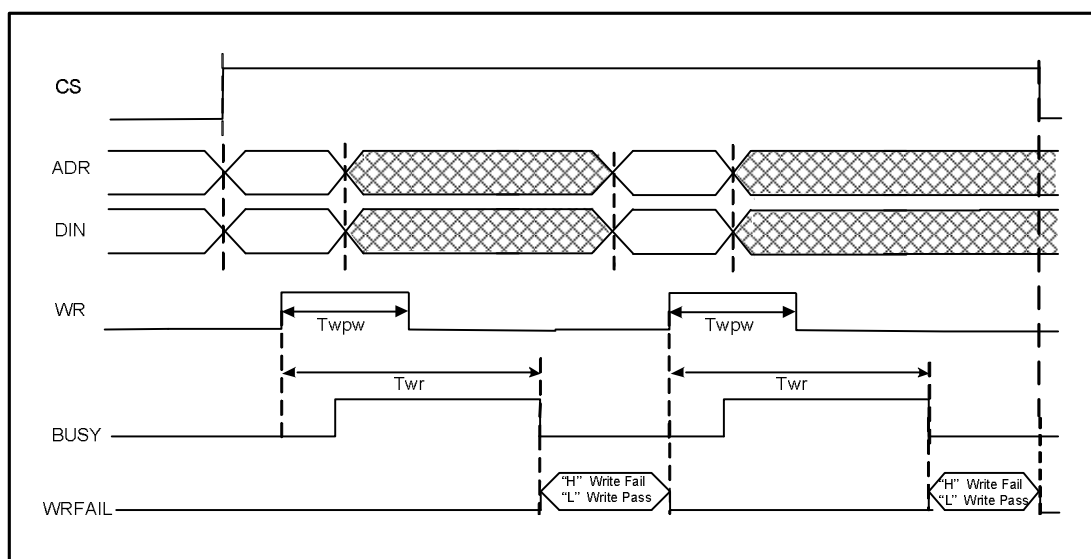 CS
ADR
DIN
WR
Twpw
Twpw
Twr
Twr
BUSY
"H" Write Fail
"L" Write Pass
"H" Write Fail
"L" Write Pass
WRFAIL